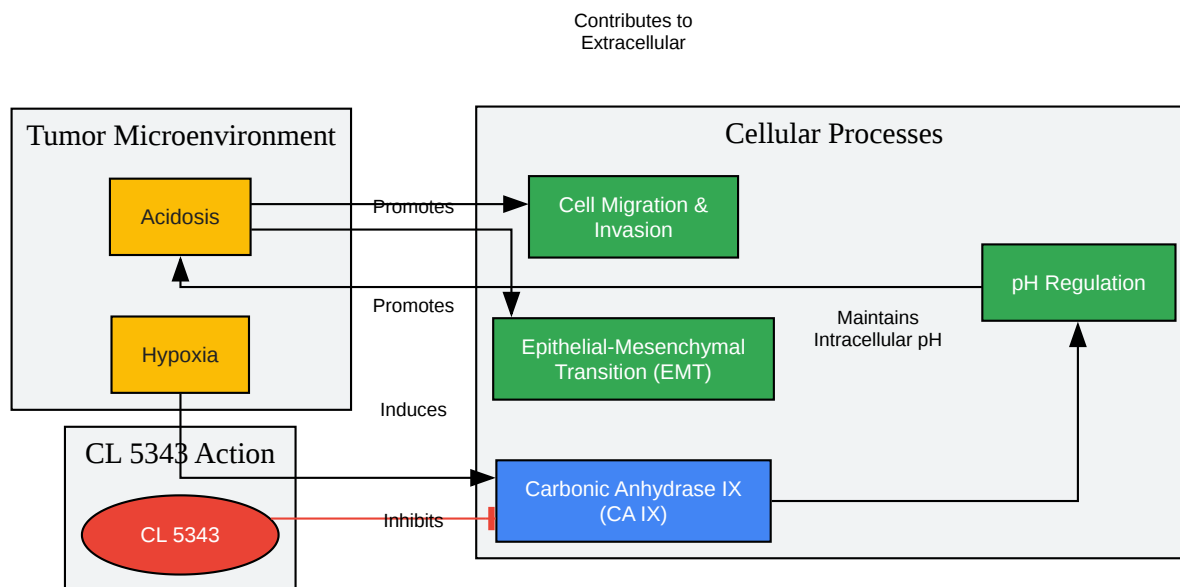 Contributes to
Extracellular
Tumor Microenvironment
Cellular Processes
Acidosis
Promotes
Cell Migration &
Invasion
pH Regulation
Promotes
Maintains
Intracellular pH
Hypoxia
Epithelial-Mesenchymal
Transition (EMT)
Induces
CL 5343 Action
Carbonic Anhydrase IX
(CA IX)
CL 5343
Inhibits